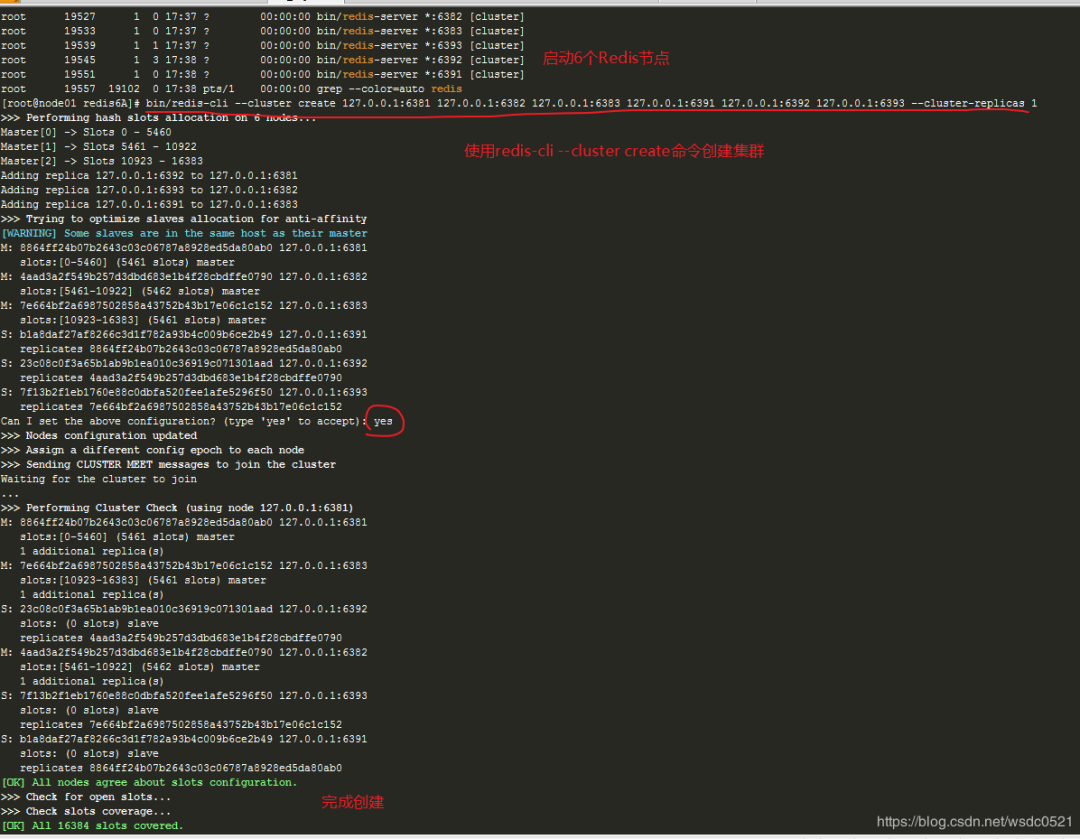 root      19527      1  0 17:37 ?        00:00:00 bin/redis-server *:6382 [cluster]
root      19533      1  0 17:37 ?        00:00:00 bin/redis-server *:6383 [cluster]
root      19539      1  1 17:37 ?        00:00:00 bin/redis-server *:6393 [cluster]
root      19545      1  3 17:38 ?        00:00:00 bin/redis-server *:6392 [cluster]
启动6个Redis节点
root      19551      1  0 17:38 ?        00:00:00 bin/redis-server *:6391 [cluster]
root      19557  19102  0 17:38 pts/1    00:00:00 grep --color=auto redis
[root@node01 redis6A]# bin/redis-cli --cluster create 127.0.0.1:6381 127.0.0.1:6382 127.0.0.1:6383 127.0.0.1:6391 127.0.0.1:6392 127.0.0.1:6393 --cluster-replicas 1
>>> Performing hash slots allocation on 6 nodes...
Master[0] -> Slots 0 - 5460
Master[1] -> Slots 5461 - 10922
使用redis-cli --cluster create命令创建集群
Master[2] -> Slots 10923 - 16383
Adding replica 127.0.0.1:6392 to 127.0.0.1:6381
Adding replica 127.0.0.1:6393 to 127.0.0.1:6382
Adding replica 127.0.0.1:6391 to 127.0.0.1:6383
>>> Trying to optimize slaves allocation for anti-affinity
[WARNING] Some slaves are in the same host as their master
M: 8864ff24b07b2643c03c06787a8928ed5da80ab0 127.0.0.1:6381
   slots:[0-5460] (5461 slots) master
M: 4aad3a2f549b257d3dbd683e1b4f28cbdffe0790 127.0.0.1:6382
   slots:[5461-10922] (5462 slots) master
M: 7e664bf2a6987502858a43752b43b17e06c1c152 127.0.0.1:6383
   slots:[10923-16383] (5461 slots) master
S: b1a8daf27af8266c3d1f782a93b4c009b6ce2b49 127.0.0.1:6391
   replicates 8864ff24b07b2643c03c06787a8928ed5da80ab0
S: 23c08c0f3a65b1ab9b1ea010c36919c071301aad 127.0.0.1:6392
   replicates 4aad3a2f549b257d3dbd683e1b4f28cbdffe0790
S: 7f13b2f1eb1760e88c0dbfa520fee1afe5296f50 127.0.0.1:6393
   replicates 7e664bf2a6987502858a43752b43b17e06c1c152
Can I set the above configuration? (type 'yes' to accept): yes
>>> Nodes configuration updated
>>> Assign a different config epoch to each node
>>> Sending CLUSTER MEET messages to join the cluster
Waiting for the cluster to join
...
>>> Performing Cluster Check (using node 127.0.0.1:6381)
M: 8864ff24b07b2643c03c06787a8928ed5da80ab0 127.0.0.1:6381
   slots:[0-5460] (5461 slots) master
   1 additional replica(s)
M: 7e664bf2a6987502858a43752b43b17e06c1c152 127.0.0.1:6383
   slots:[10923-16383] (5461 slots) master
   1 additional replica(s)
S: 23c08c0f3a65b1ab9b1ea010c36919c071301aad 127.0.0.1:6392
   slots: (0 slots) slave
   replicates 4aad3a2f549b257d3dbd683e1b4f28cbdffe0790
M: 4aad3a2f549b257d3dbd683e1b4f28cbdffe0790 127.0.0.1:6382
   slots:[5461-10922] (5462 slots) master
   1 additional replica(s)
S: 7f13b2f1eb1760e88c0dbfa520fee1afe5296f50 127.0.0.1:6393
   slots: (0 slots) slave
   replicates 7e664bf2a6987502858a43752b43b17e06c1c152
S: b1a8daf27af8266c3d1f782a93b4c009b6ce2b49 127.0.0.1:6391
   slots: (0 slots) slave
   replicates 8864ff24b07b2643c03c06787a8928ed5da80ab0
[OK] All nodes agree about slots configuration.
>>> Check for open slots...
完成创建
>>> Check slots coverage...
[OK] All 16384 slots covered.
https://blog.csdn.net/wsdc0521